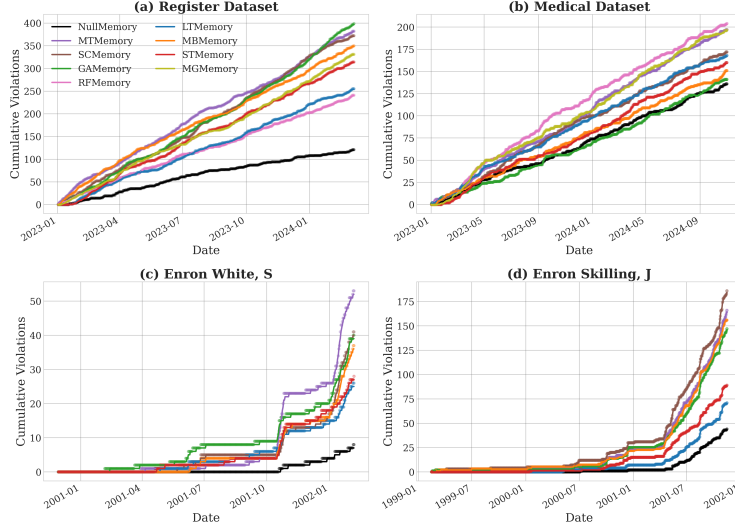 (a) Register Dataset
Cumulative Violations
400
350
300
250
200
150
100
50
0
NullMemory
MTMemory
SCMemory
GAMemory
RFMemory
LTMemory
MBMemory
STMemory
MGMemory
2023-01
2023-04
2023-07
2023-10
2024-01
Date
(b) Medical Dataset
Cumulative Violations
200
175
150
125
100
75
50
25
0
2023-01
2023-05
2023-09
2024-01
2024-05
2024-09
Date
(c) Enron White, S
Cumulative Violations
50
40
30
20
10
0
2001-01
2001-04
2001-07
2001-10
2002-01
Date
(d) Enron Skilling, J
Cumulative Violations
175
150
125
100
75
50
25
0
1999-01
1999-07
2000-01
2000-07
2001-01
2001-07
2002-01
Date